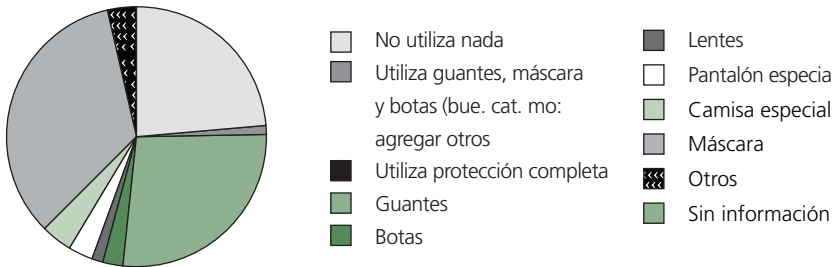 No utiliza nada
Utiliza guantes, máscara
y botas (bue. cat. mo:
agregar otros
Utiliza protección completa
Guantes
Botas
Lentes
Pantalón especia
Camisa especial
Máscara
Otros
Sin información